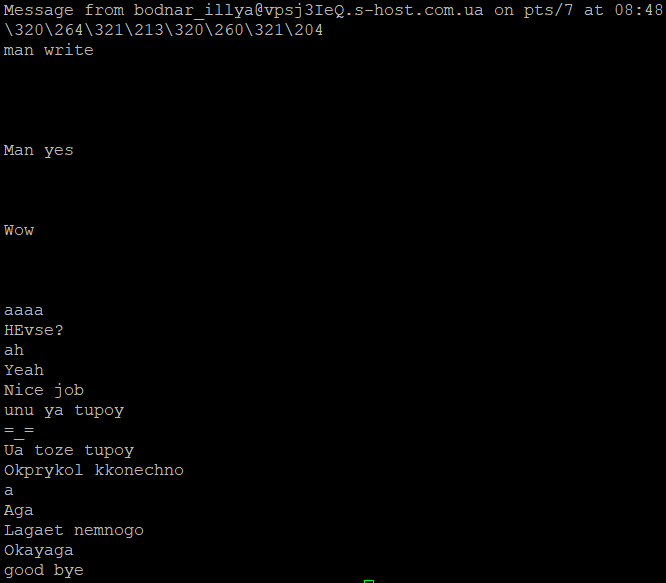 Message from bodnar_illya@vpsj3IeQ.s-host.com.ua on pts/7 at 08:48
\320\264\321\213\320\260\321\204
man write
Man yes
Wow
aaaa
HEvse?
ah
Yeah
Nice job
unu ya tupoy
=_=
Ua toze tupoy
Okprykol kkonechno
a
Aga
Lagaet nemnogo
Okayaga
good bye